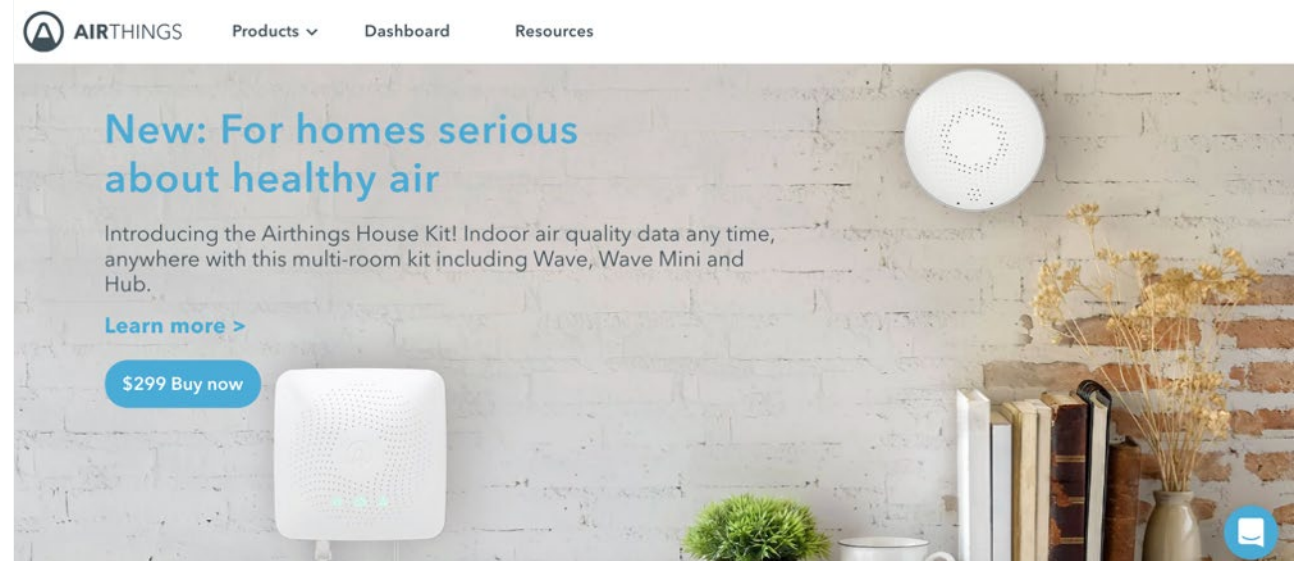 AIRTHINGS
Products
Dashboard
Resources
New: For homes serious
about healthy air
Introducing the Airthings House Kit! Indoor air quality data any time,
anywhere with this multi-room kit including Wave, Wave Mini and
Hub.
Learn more >
$299 Buy now